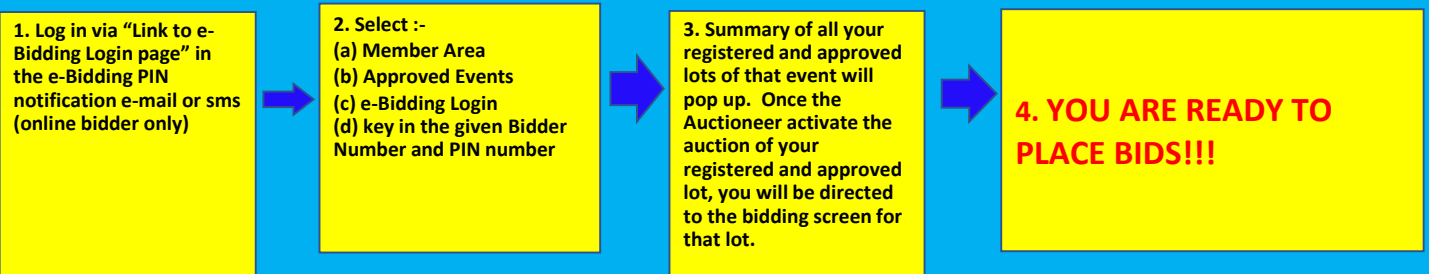 1. Log in via “Link to e-
Bidding Login page” in
the e-Bidding PIN
notification e-mail or sms
(online bidder only)
2. Select :-
(a) Member Area
(b) Approved Events
(c) e-Bidding Login
(d) key in the given Bidder
Number and PIN number
3. Summary of all your
registered and approved
lots of that event will
pop up.  Once the
Auctioneer activate the
auction of your
registered and approved
lot, you will be directed
to the bidding screen for
that lot.
4. YOU ARE READY TO
PLACE BIDS!!!